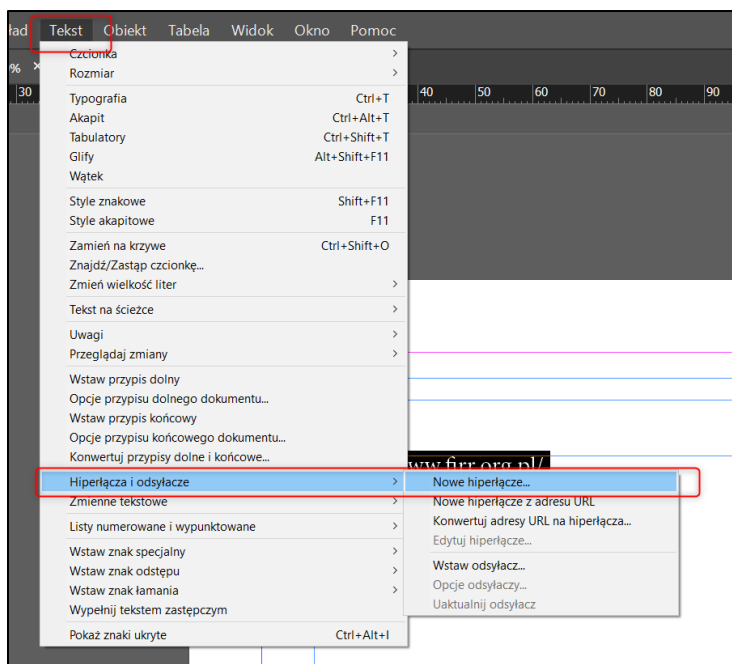 Tekst Obiekt Tabela Widok Okno Pomoc
% ×
30 40 50 60 70 80 90
Czcionka >
Rozmiar >
Typografia Ctrl+T
Akapit Ctrl+Alt+T
Tabulatory Ctrl+Shift+T
Glify Alt+Shift+F11
Wątek
Style znakowe Shift+F11
Style akapitowe F11
Zamień na krzywe Ctrl+Shift+O
Znajdź/Zastąp czcionkę...
Zmień wielkość liter >
Tekst na ścieżce >
Uwagi >
Przeglądaj zmiany >
Wstaw przypis dolny
Opcje przypisu dolnego dokumentu...
Wstaw przypis końcowy
Opcje przypisu końcowego dokumentu...
Konwertuj przypisy dolne i końcowe...
ww.firr.org.pl/
Hiperłącza i odsyłacze >
Zmienne tekstowe >
Listy numerowane i wypunktowane >
Wstaw znak specjalny >
Wstaw znak odstępu >
Wstaw znak łamania >
Wypełnij tekstem zastępczym
Pokaż znaki ukryte Ctrl+Alt+I
Nowe hiperłącze...
Nowe hiperłącze z adresu URL
Konwertuj adresy URL na hiperłącza...
Edytuj hiperłącze...
Wstaw odsyłacz...
Opcje odsyłaczy...
Uaktualnij odsyłacz